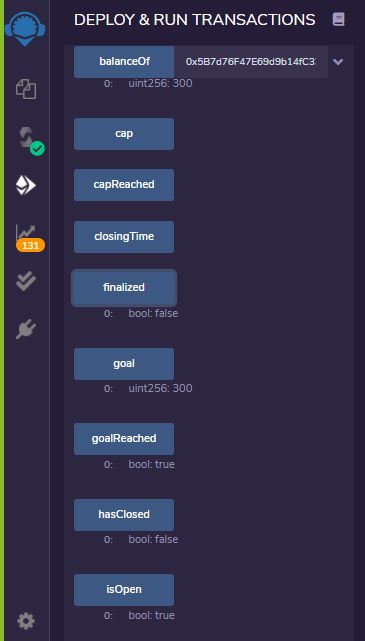 DEPLOY & RUN TRANSACTIONS
balanceOf
0: uint256: 300
cap
capReached
closingTime
131
finalized
0: bool: false
goal
0: uint256: 300
goalReached
0: bool: true
hasClosed
0: bool: false
isOpen
0: bool: true